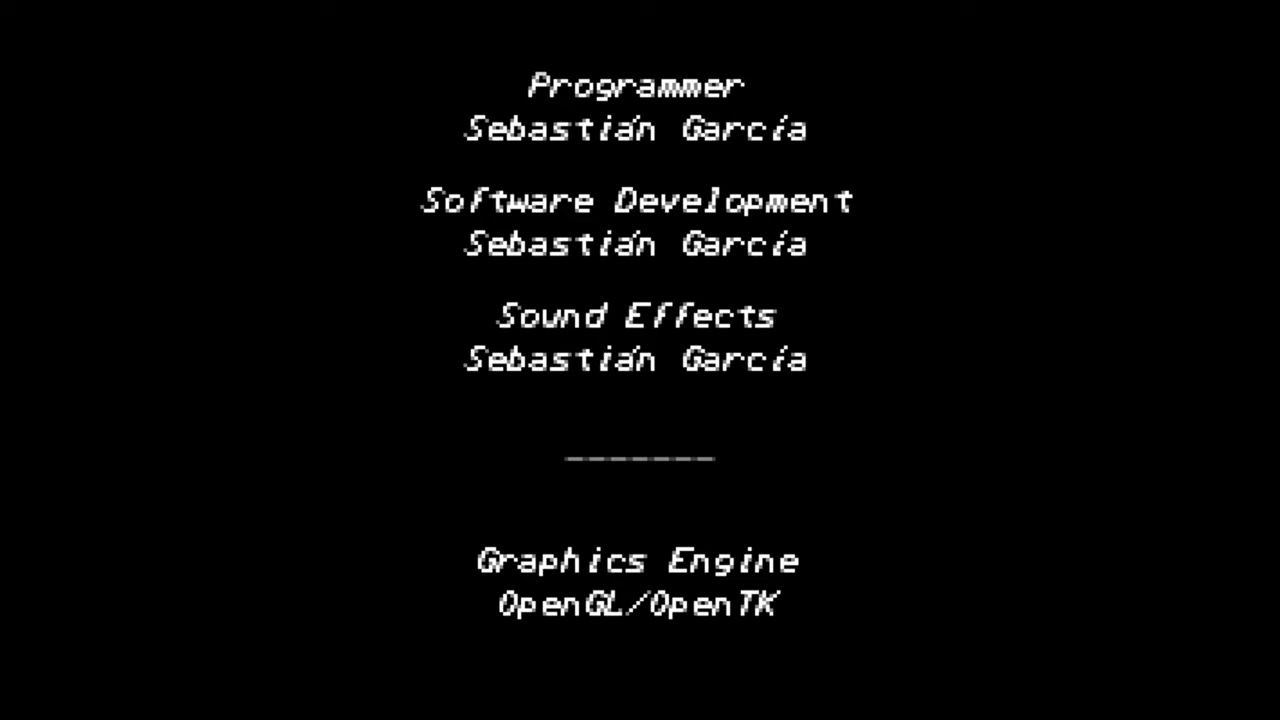 Programmer
Sebastián García
Software Development
Sebastián García
Sound Effects
Sebastián García
-------
Graphics Engine
OpenGL/OpenTK